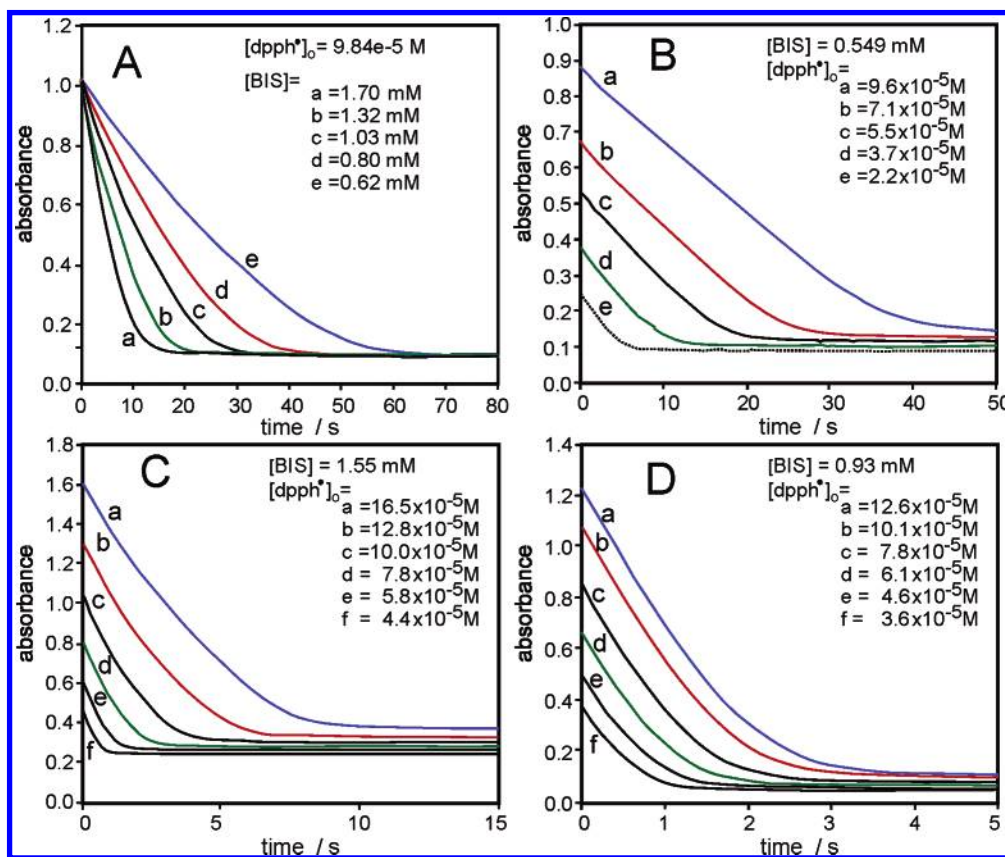 A
[dpph•]o = 9.84e-5 M
[BIS]=
a =1.70 mM
b =1.32 mM
c =1.03 mM
d =0.80 mM
e =0.62 mM
absorbance
1.2
1.0
0.8
0.6
0.4
0.2
0.0
a
b
c
d
e
0 10 20 30 40 50 60 70 80
time / s
B
[BIS] = 0.549 mM
[dpph•]o=
a =9.6x10-5M
b =7.1x10-5M
c =5.5x10-5M
d =3.7x10-5M
e =2.2x10-5M
absorbance
1.0
0.9
0.8
0.7
0.6
0.5
0.4
0.3
0.2
0.1
0.0
a
b
c
d
e
0 10 20 30 40 50
time / s
C
[BIS] = 1.55 mM
[dpph•]o=
a =16.5x10-5M
b =12.8x10-5M
c =10.0x10-5M
d = 7.8x10-5M
e = 5.8x10-5M
f = 4.4x10-5M
absorbance
1.8
1.6
1.4
1.2
1.0
0.8
0.6
0.4
0.2
0.0
a
b
c
d
e
f
0 5 10 15
time / s
D
[BIS] = 0.93 mM
[dpph•]o=
a =12.6x10-5M
b =10.1x10-5M
c = 7.8x10-5M
d = 6.1x10-5M
e = 4.6x10-5M
f = 3.6x10-5M
absorbance
1.4
1.2
1.0
0.8
0.6
0.4
0.2
0.0
a
b
c
d
e
f
0 1 2 3 4 5
time / s